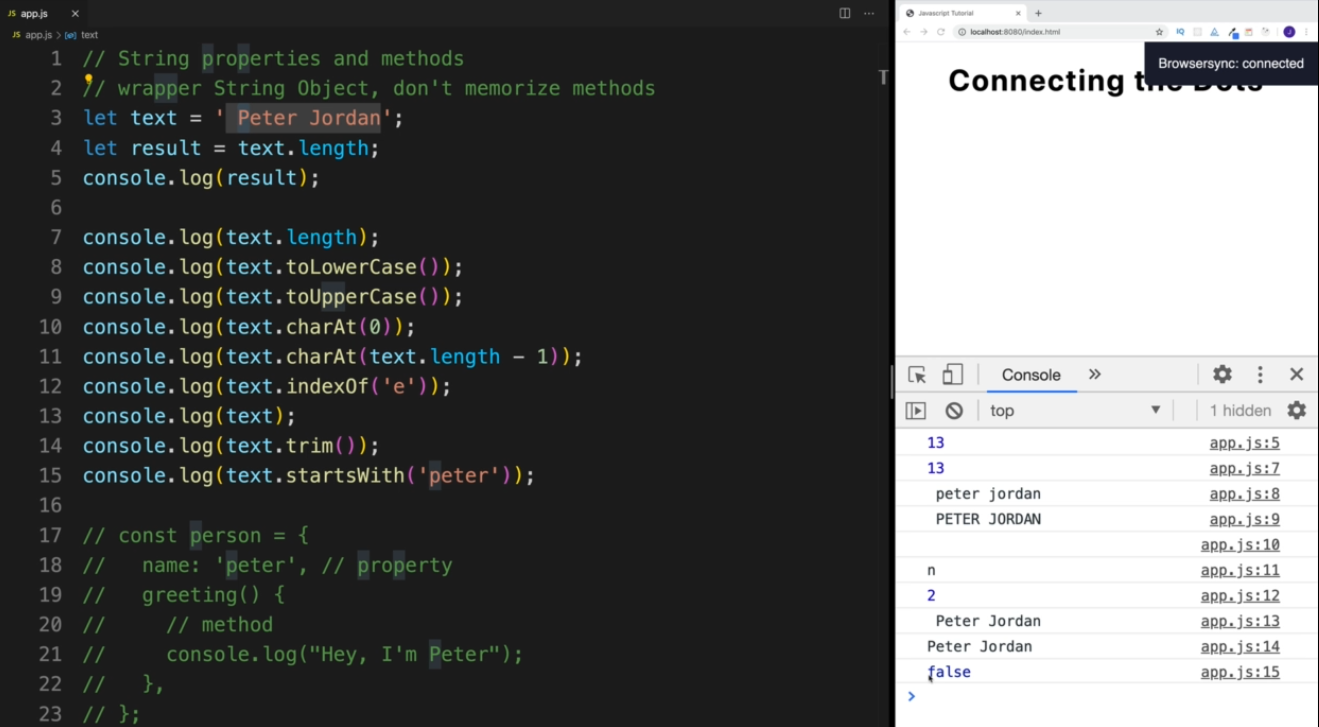 JS app.js ×
JS app.js > text
1 // String properties and methods
2 // wrapper String Object, don't memorize methods
3 let text = ' Peter Jordan';
4 let result = text.length;
5 console.log(result);
6
7 console.log(text.length);
8 console.log(text.toLowerCase());
9 console.log(text.toUpperCase());
10 console.log(text.charAt(0));
11 console.log(text.charAt(text.length - 1));
12 console.log(text.indexOf('e'));
13 console.log(text);
14 console.log(text.trim());
15 console.log(text.startsWith('peter'));
16
17 // const person = {
18 //   name: 'peter', // property
19 //   greeting() {
20 //     // method
21 //     console.log("Hey, I'm Peter");
22 //   },
23 // };
T
Javascript Tutorial × +
localhost:8080/index.html
Browsersync: connected
Connecting the Dots
Console »
top ▼ 1 hidden
13 app.js:5
13 app.js:7
 peter jordan app.js:8
 PETER JORDAN app.js:9
app.js:10
n app.js:11
2 app.js:12
 Peter Jordan app.js:13
Peter Jordan app.js:14
false app.js:15
>